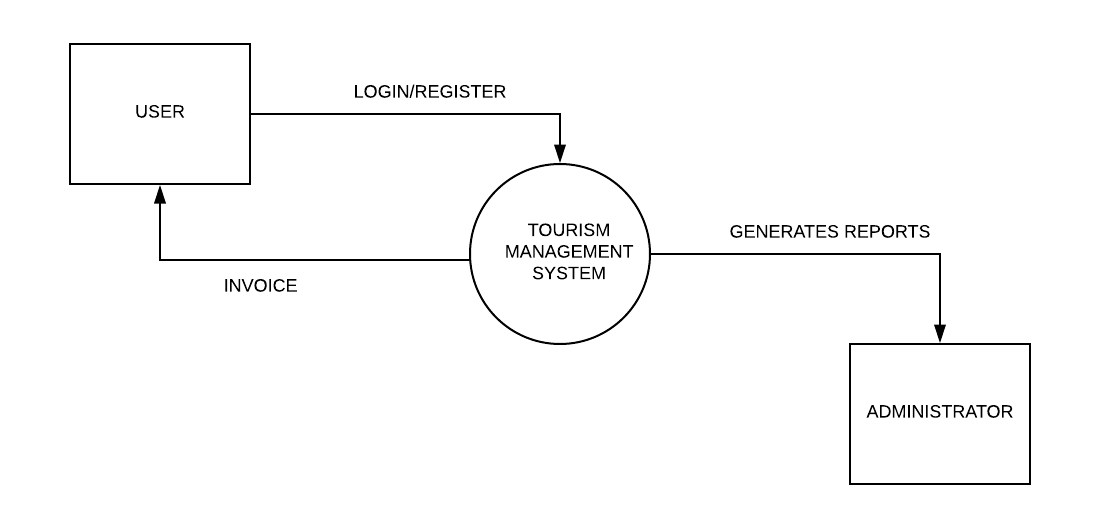 USER
LOGIN/REGISTER
TOURISM
MANAGEMENT
SYSTEM
GENERATES REPORTS
INVOICE
ADMINISTRATOR